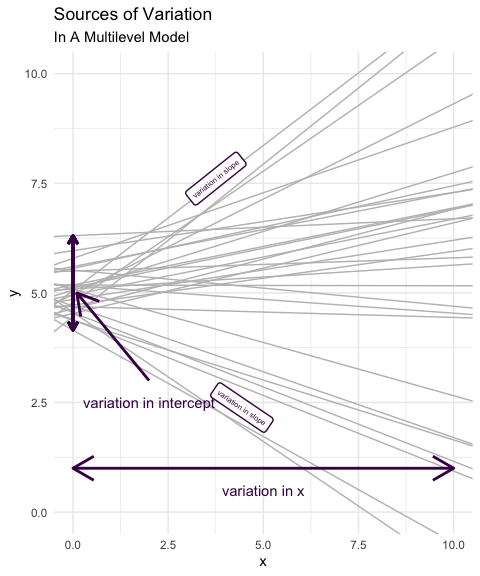 Sources of Variation
In A Multilevel Model
10.0
variation in slope
7.5
y
5.0
variation in intercept
variation in slope
2.5
variation in x
0.0
0.0 2.5 5.0 7.5 10.0
x